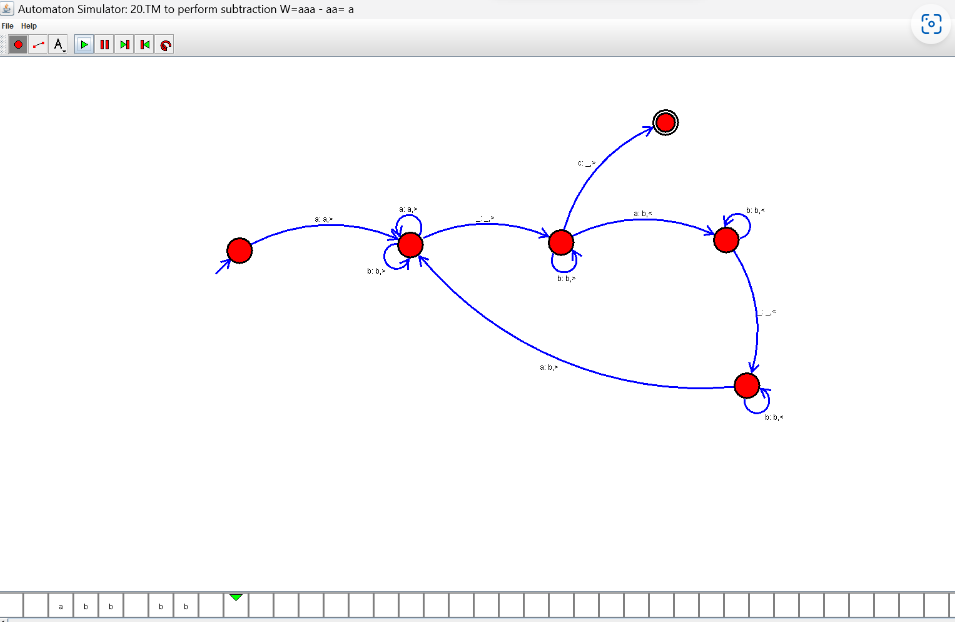 Automaton Simulator: 20.TM to perform subtraction W=aaa - aa= a
File Help
A
c: _,>
a: a,>
a: a,>
_: _,>
a: b,<
b: b,<
b: b,>
b: b,>
_: _,<
a: b,>
b: b,<
a b b b b